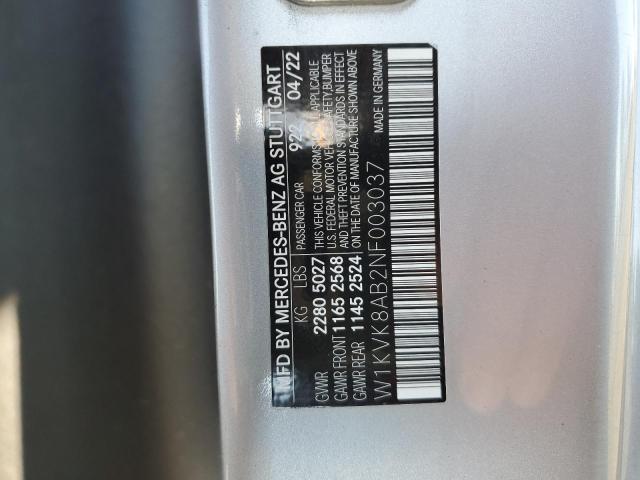 MFD BY MERCEDES-BENZ AG STUTTGART
KG LBS PASSENGER CAR 922 04/22
GVWR 2280 5027
GAWR FRONT 1165 2568
GAWR REAR 1145 2524
THIS VEHICLE CONFORMS TO ALL APPLICABLE
U.S. FEDERAL MOTOR VEHICLE SAFETY, BUMPER
AND THEFT PREVENTION STANDARDS IN EFFECT
ON THE DATE OF MANUFACTURE SHOWN ABOVE
W1KVK8AB2NF003037 MADE IN GERMANY